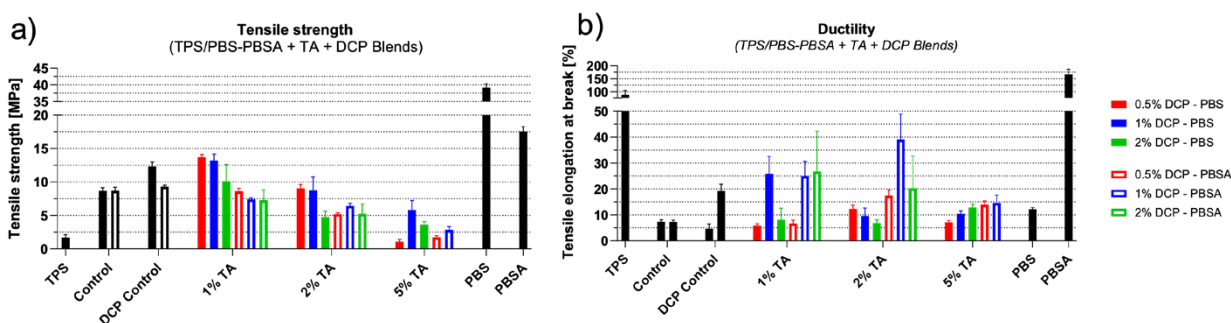 a)
Tensile strength
(TPS/PBS-PBSA + TA + DCP Blends)
Tensile strength [MPa]
45
40
35
20
15
10
5
0
TPS
Control
DCP Control
1% TA
2% TA
5% TA
PBS
PBSA
b)
Ductility
(TPS/PBS-PBSA + TA + DCP Blends)
Tensile elongation at break [%]
200
150
100
50
40
30
20
10
0
TPS
Control
DCP Control
1% TA
2% TA
5% TA
PBS
PBSA
0.5% DCP - PBS
1% DCP - PBS
2% DCP - PBS
0.5% DCP - PBSA
1% DCP - PBSA
2% DCP - PBSA